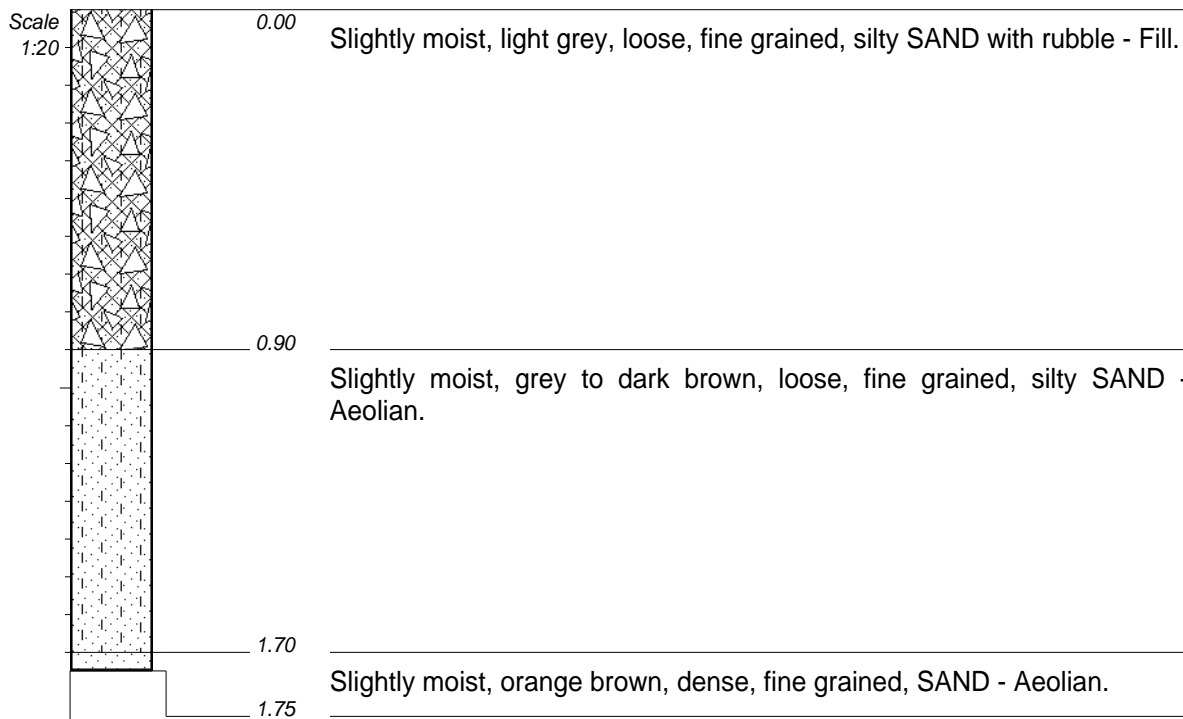 Scale
1:20
0.00
Slightly moist, light grey, loose, fine grained, silty SAND with rubble - Fill.
0.90
Slightly moist, grey to dark brown, loose, fine grained, silty SAND -
Aeolian.
1.70
Slightly moist, orange brown, dense, fine grained, SAND - Aeolian.
1.75